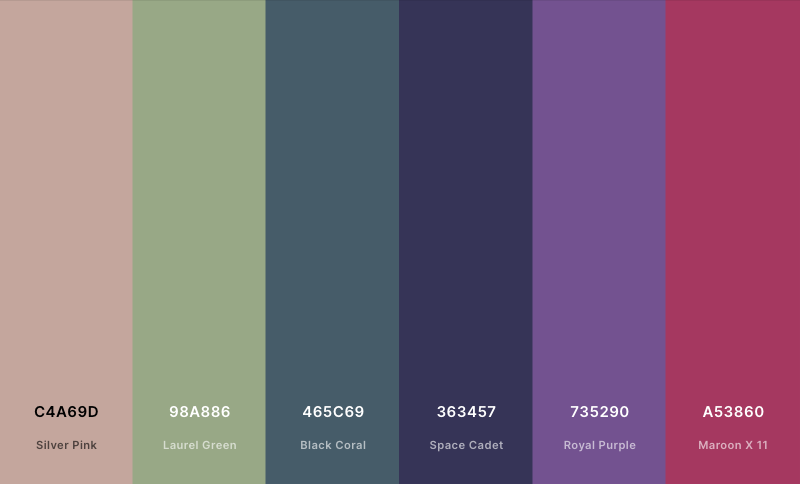 C4A69D
Silver Pink
98A886
Laurel Green
465C69
Black Coral
363457
Space Cadet
735290
Royal Purple
A53860
Maroon X 11